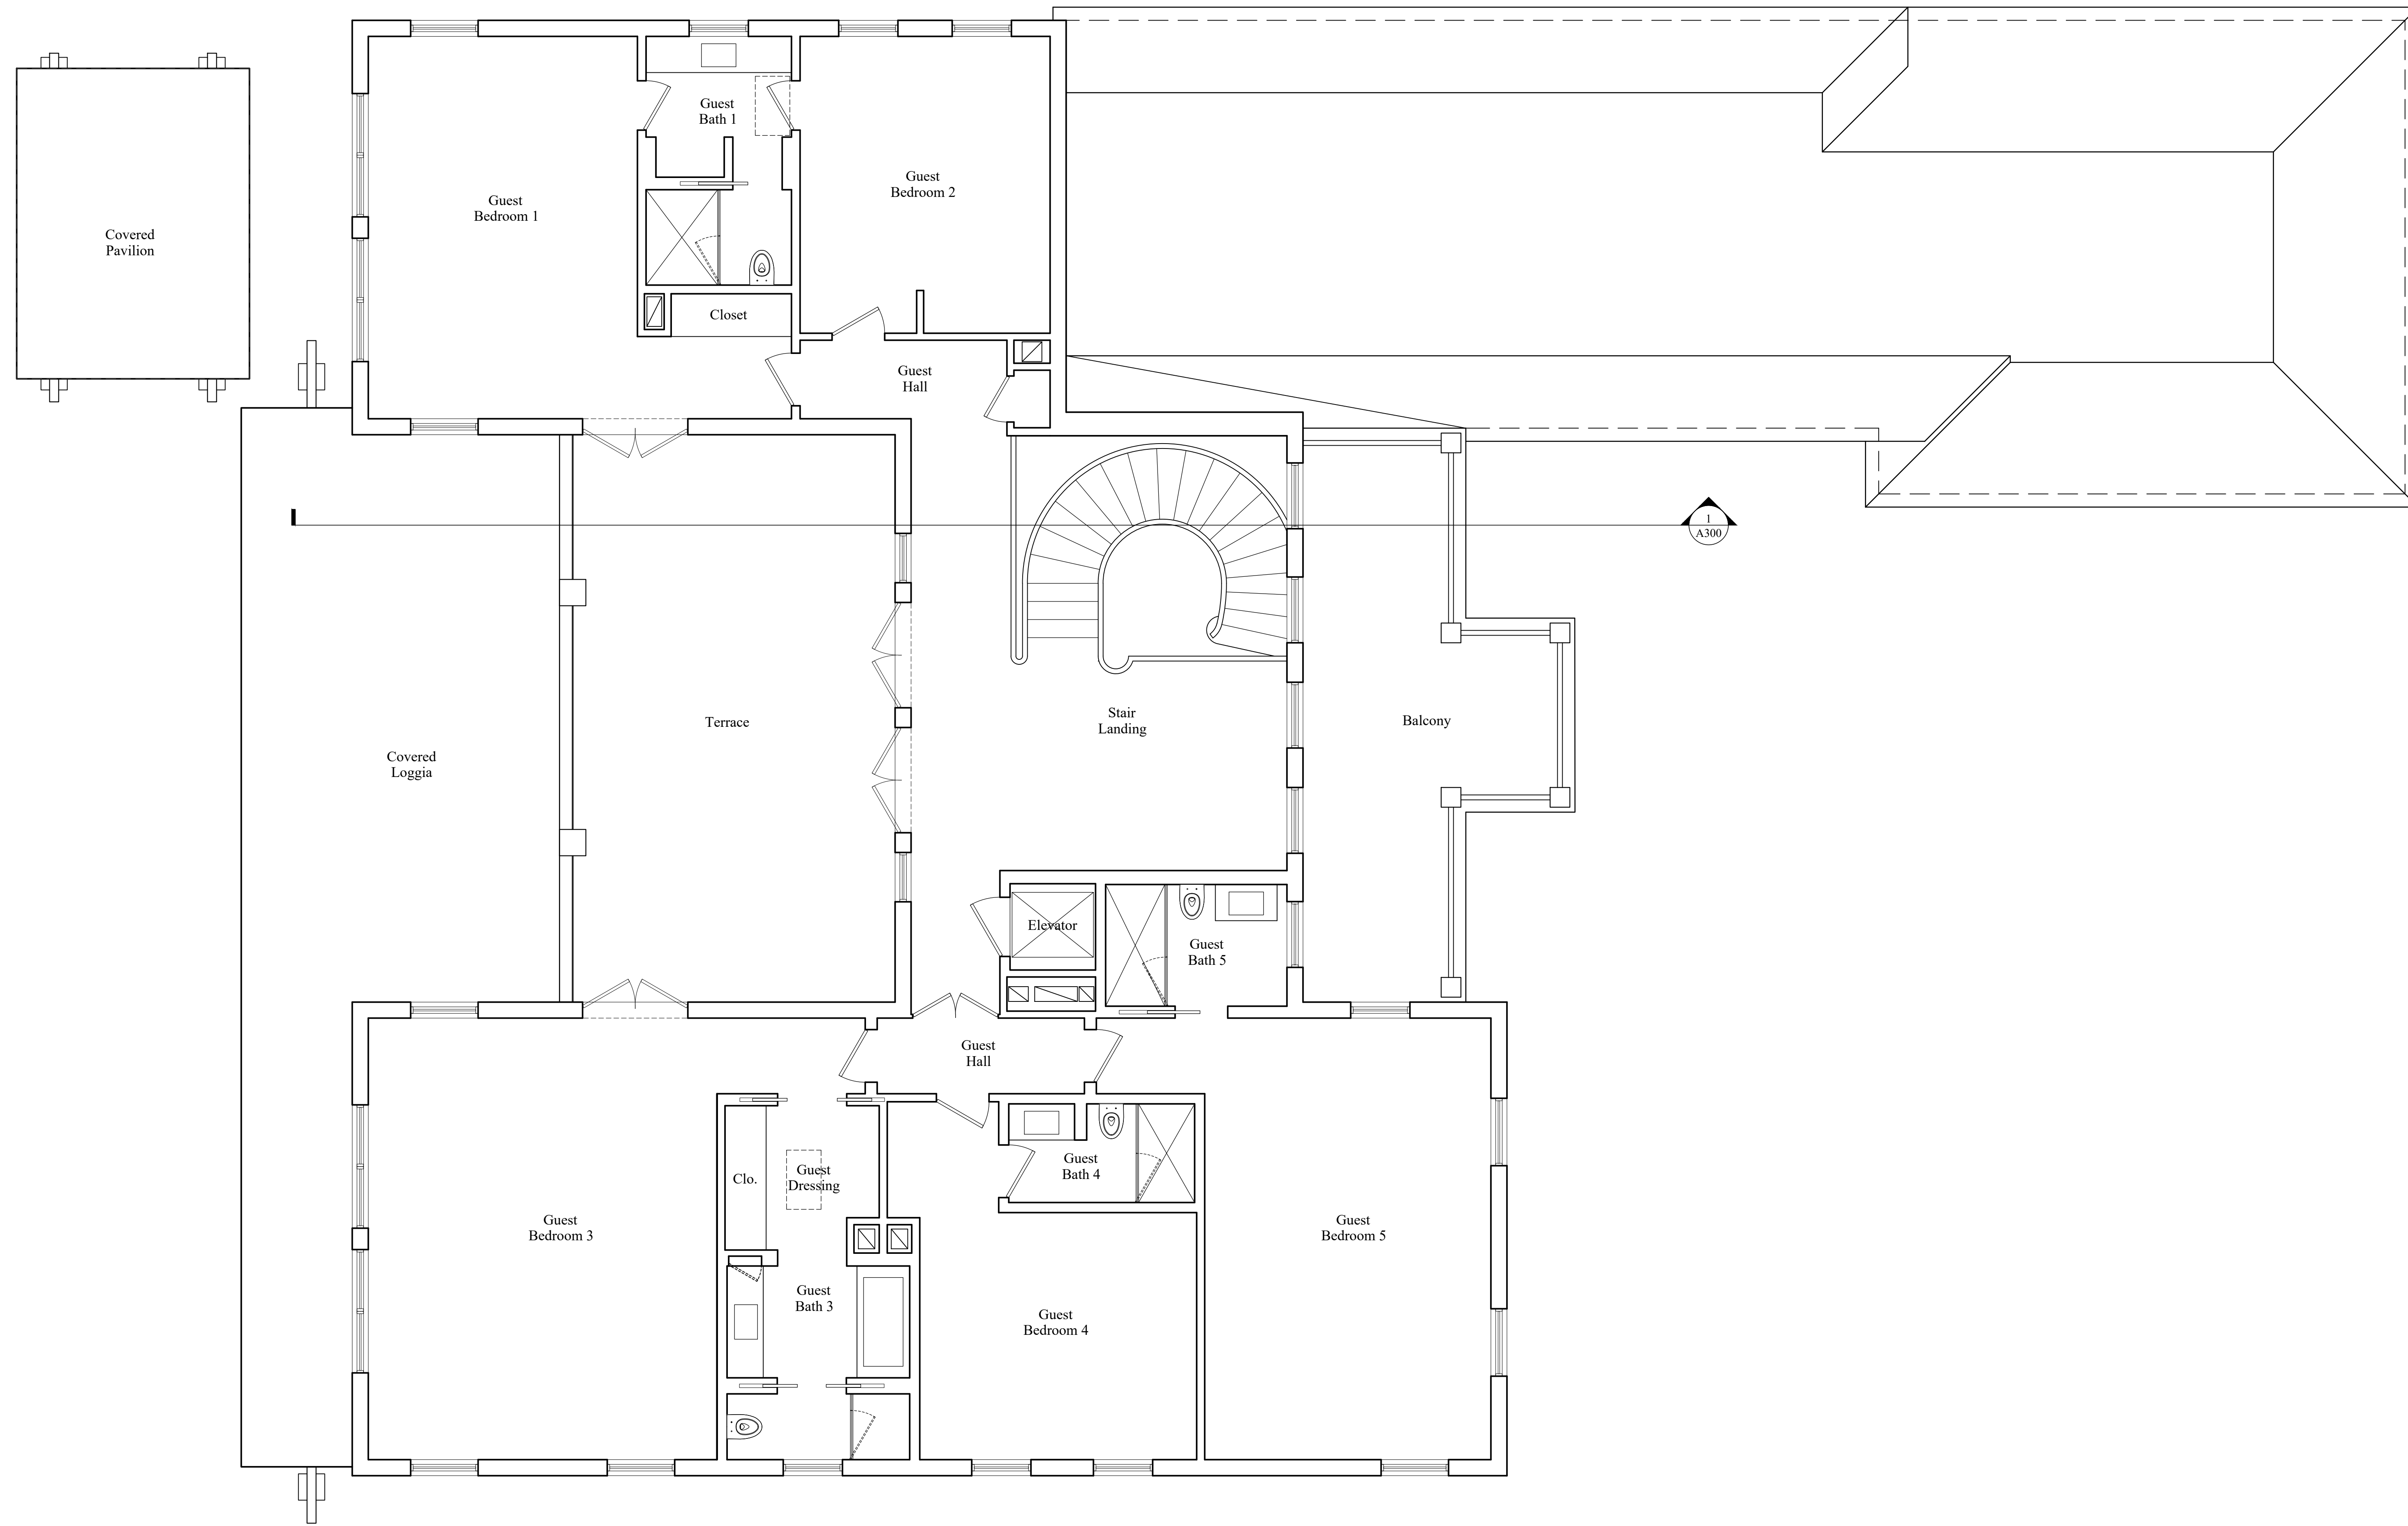 Guest
Bath 1
Guest
Bedroom 2
Guest
Bedroom 1
Covered
Pavilion
Closet
Guest
Hall
1
A300
Terrace
Stair
Landing
Balcony
Covered
Loggia
Elevator
Guest
Bath 5
Guest
Hall
Guest
Bath 4
Clo.
Guest
Dressing
Guest
Bedroom 3
Guest
Bedroom 5
Guest
Bath 3
Guest
Bedroom 4